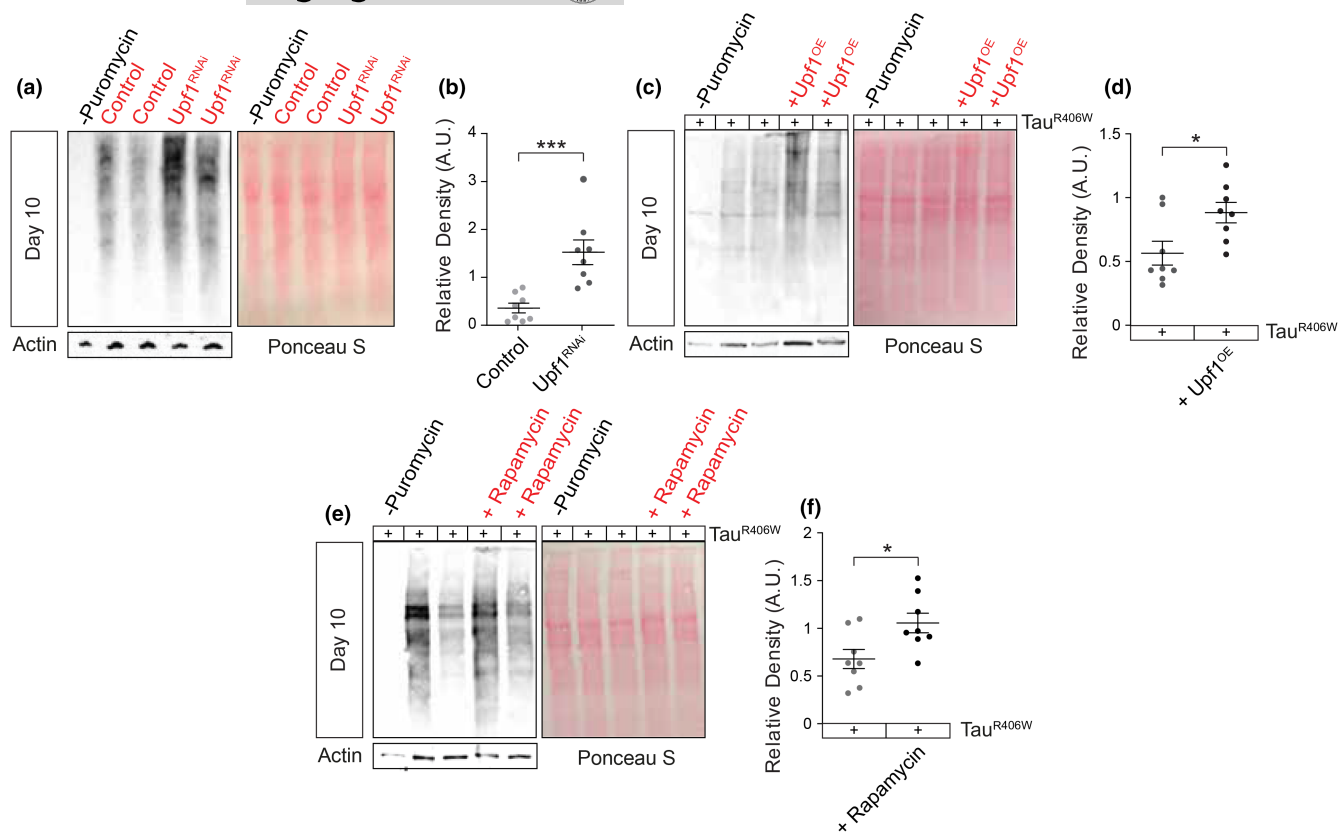 (a)
-Puromycin
Control
Control
Upf1RNAi
Upf1RNAi
-Puromycin
Control
Control
Upf1RNAi
Upf1RNAi
Day 10
Actin
Ponceau S
(b)
Relative Density (A.U.)
4
3
2
1
0
***
Control
Upf1RNAi
(c)
-Puromycin
+Upf1OE
+Upf1OE
-Puromycin
+Upf1OE
+Upf1OE
+ + + + + + + + + + TauR406W
Day 10
Actin
Ponceau S
(d)
Relative Density (A.U.)
1.5
1
0.5
0
*
+ + TauR406W
+ Upf1OE
(e)
-Puromycin
+ Rapamycin
+ Rapamycin
-Puromycin
+ Rapamycin
+ Rapamycin
+ + + + + + + + + + TauR406W
Day 10
Actin
Ponceau S
(f)
Relative Density (A.U.)
2
1.5
1
0.5
0
*
+ + TauR406W
+ Rapamycin